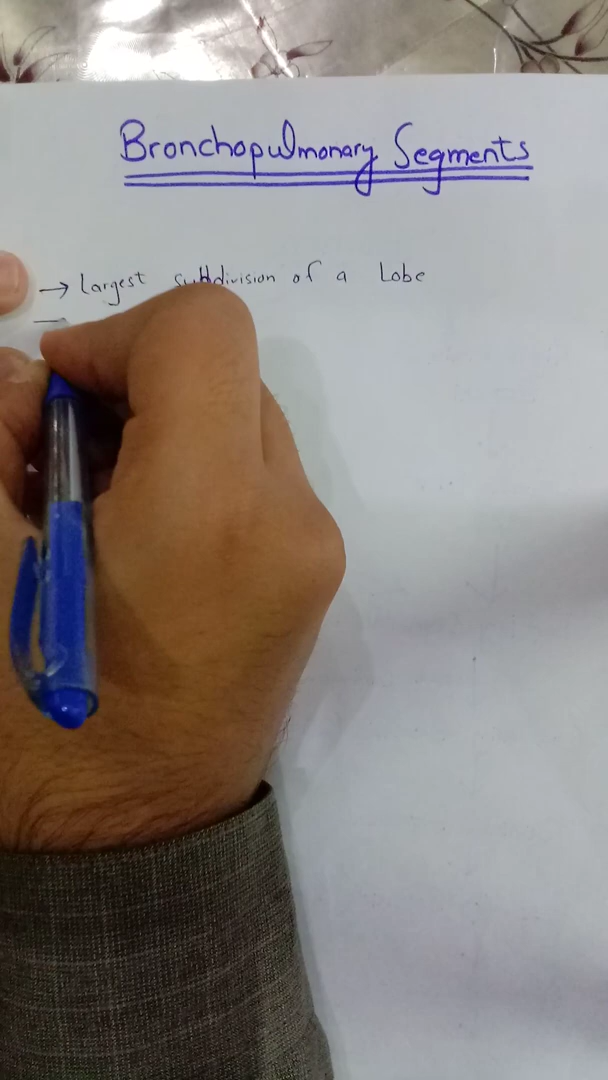 Bronchopulmonary Segments
→ largest subdivision of a Lobe